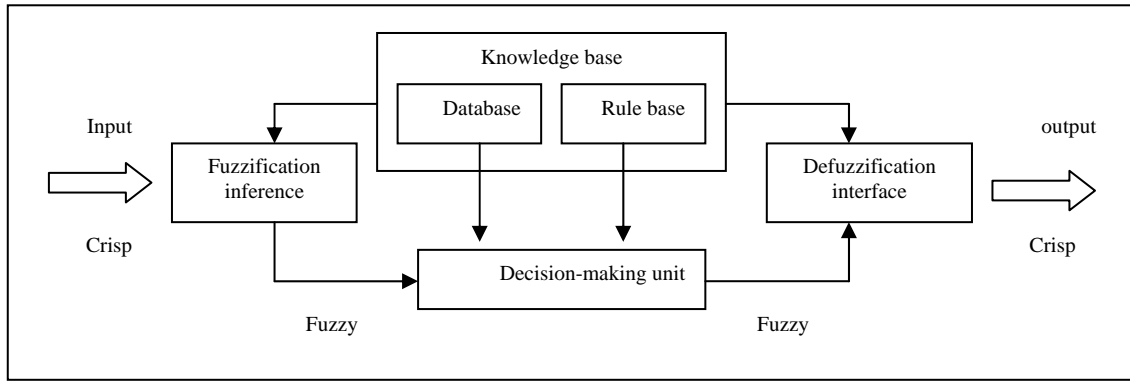 Knowledge base
Database
Rule base
Input
output
Fuzzification
inference
Defuzzification
interface
Crisp
Crisp
Decision-making unit
Fuzzy
Fuzzy